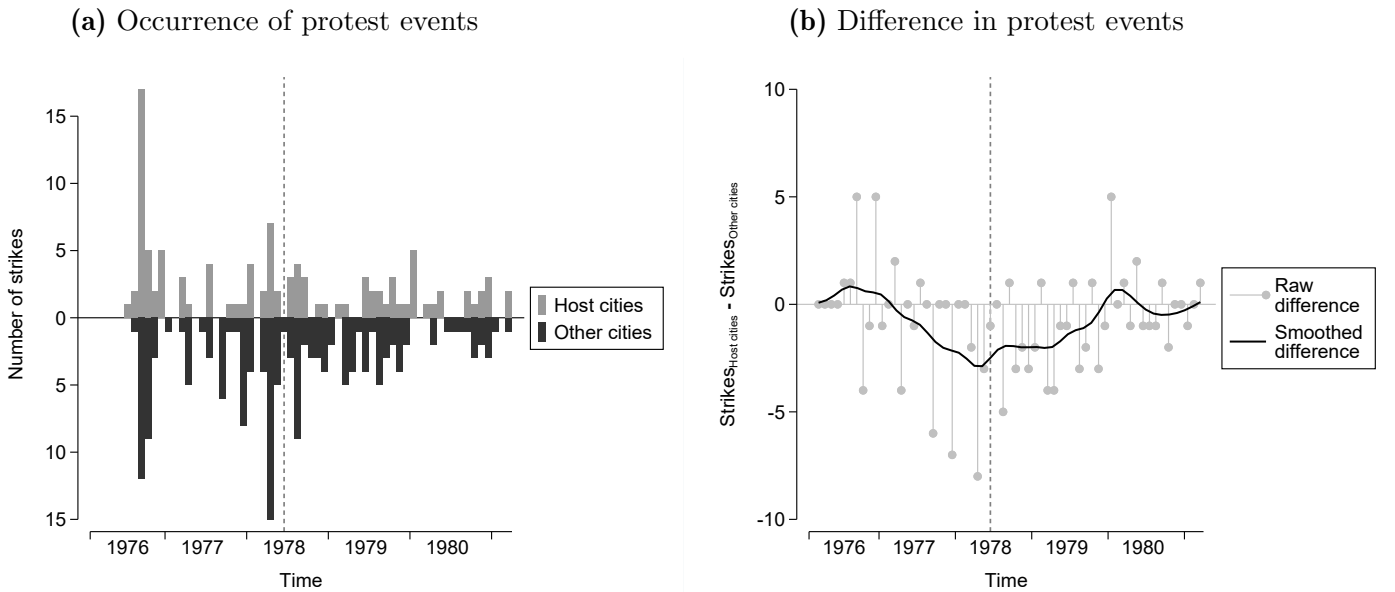 (a) Occurrence of protest events
Number of strikes
15
10
5
0
5
10
15
1976 1977 1978 1979 1980
Time
Host cities
Other cities
(b) Difference in protest events
StrikesHost cities - StrikesOther cities
10
5
0
-5
-10
1976 1977 1978 1979 1980
Time
Raw
difference
Smoothed
difference